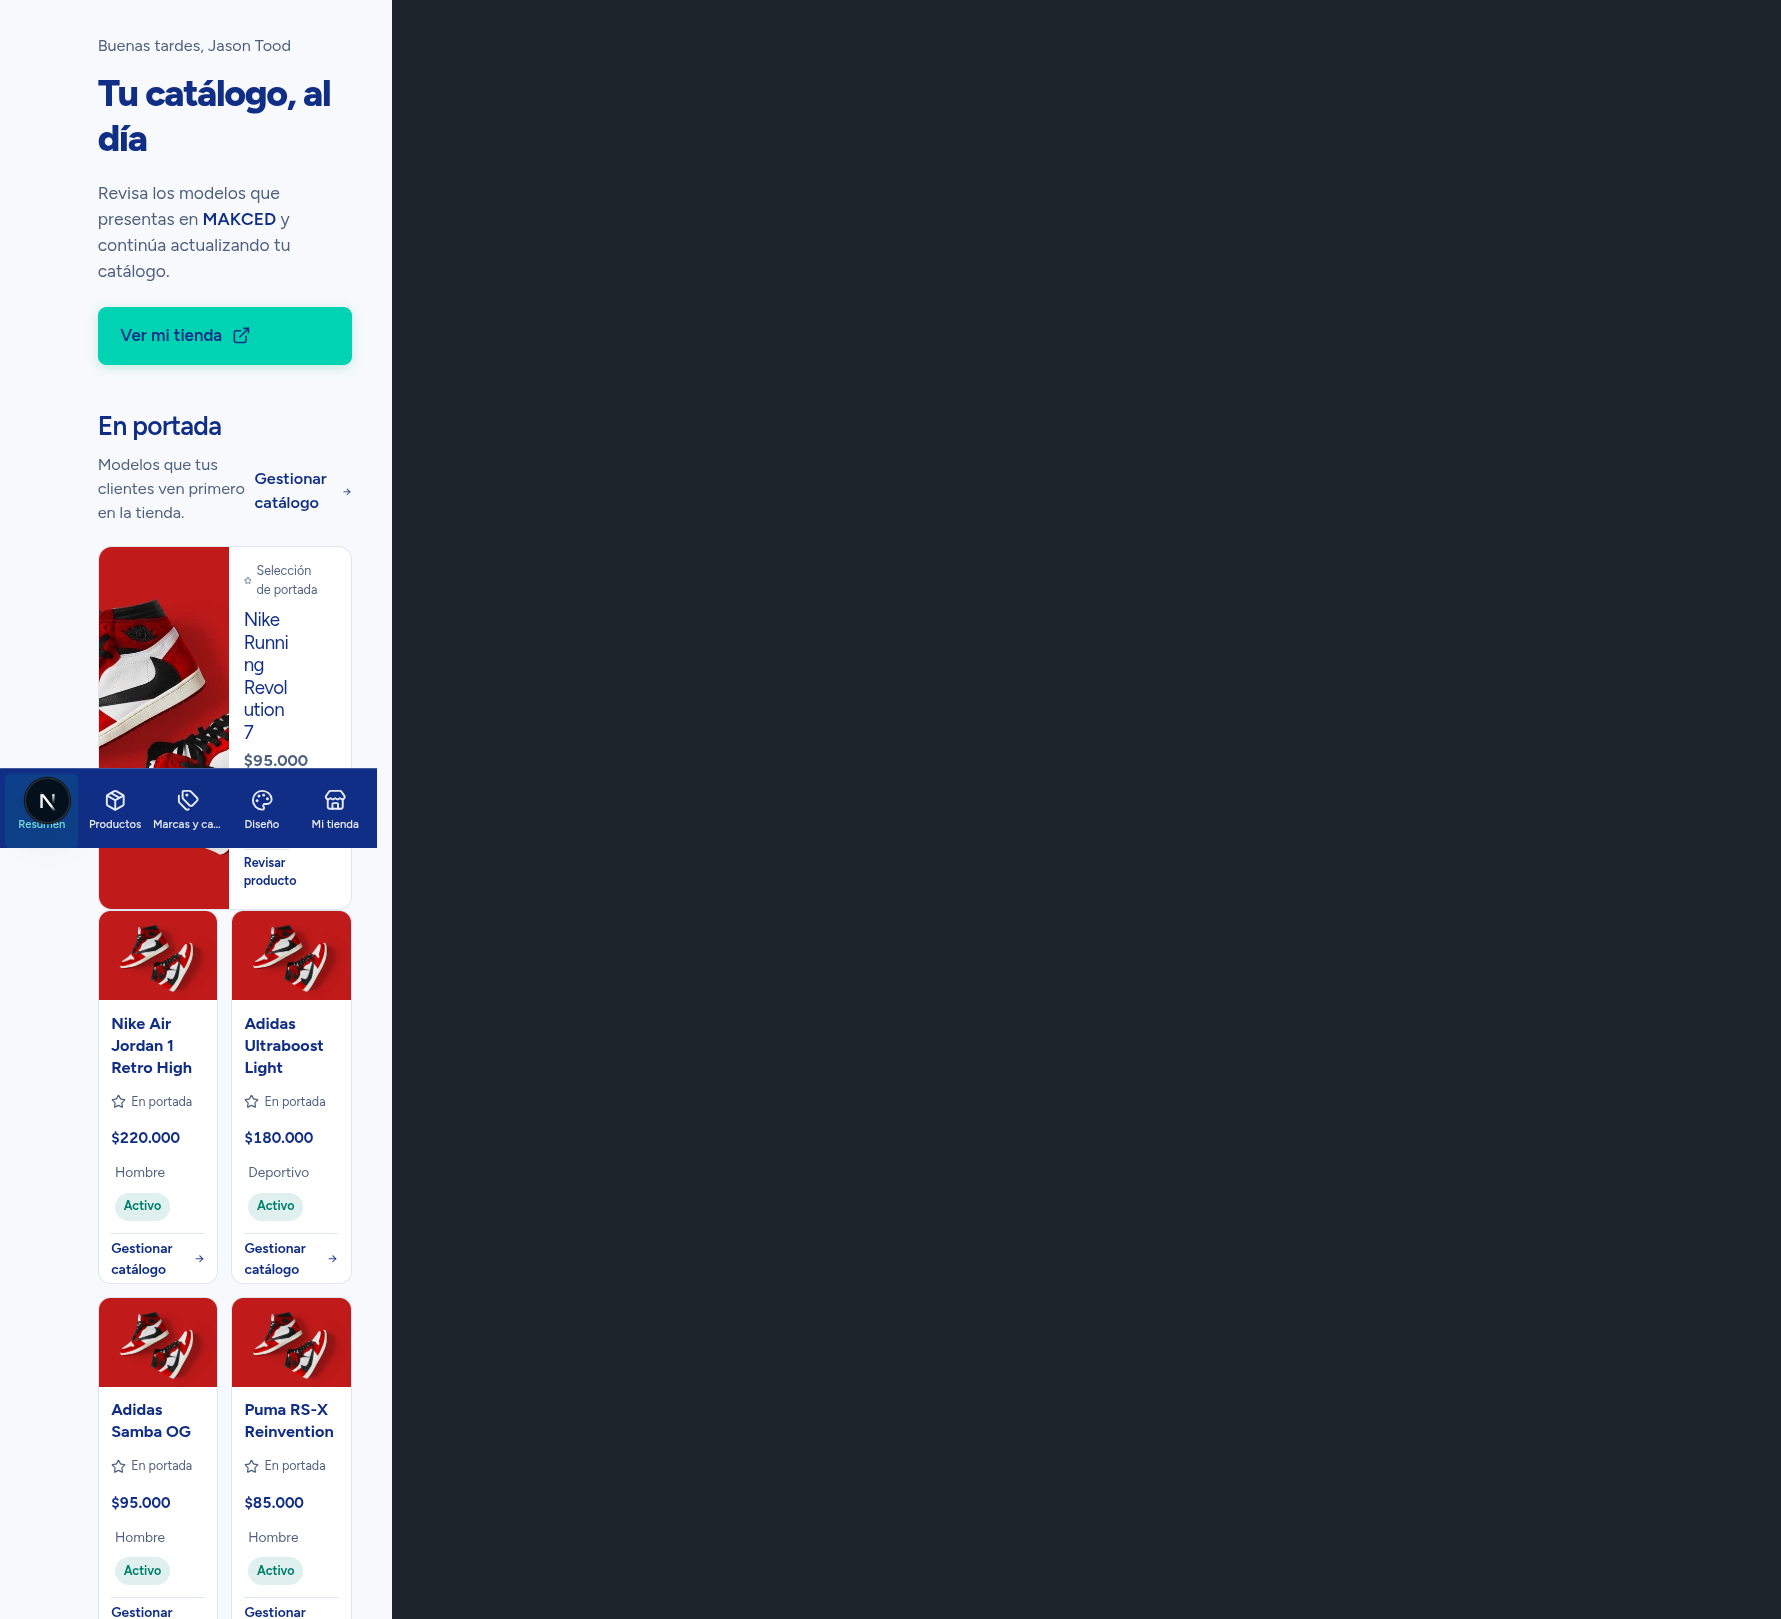 Buenas tardes, Jason Tood
Tu catálogo, al
día
Revisa los modelos que
presentas en MAKCED y
continúa actualizando tu
catálogo.
Ver mi tienda
En portada
Modelos que tus
clientes ven primero
en la tienda.
Gestionar
catálogo
Selección
de portada
Nike
Runni
ng
Revol
ution
7
$95.000
N
Resumen
Productos
Marcas y ca...
Diseño
Mi tienda
Revisar
producto
Nike Air
Jordan 1
Retro High
En portada
$220.000
Hombre
Activo
Gestionar
catálogo
Adidas
Ultraboost
Light
En portada
$180.000
Deportivo
Activo
Gestionar
catálogo
Adidas
Samba OG
En portada
$95.000
Hombre
Activo
Gestionar
Puma RS-X
Reinvention
En portada
$85.000
Hombre
Activo
Gestionar